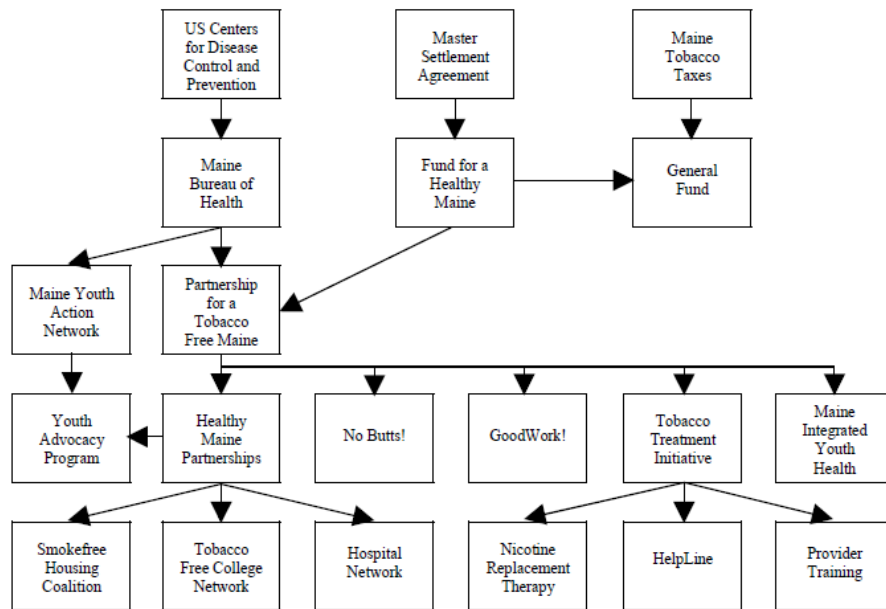 US Centers
for Disease
Control and
Prevention
Master
Settlement
Agreement
Maine
Tobacco
Taxes
Maine
Bureau of
Health
Fund for a
Healthy
Maine
General
Fund
Maine Youth
Action
Network
Partnership
for a
Tobacco
Free Maine
Youth
Advocacy
Program
Healthy
Maine
Partnerships
No Butts!
GoodWork!
Tobacco
Treatment
Initiative
Maine
Integrated
Youth
Health
Smokefree
Housing
Coalition
Tobacco
Free College
Network
Hospital
Network
Nicotine
Replacement
Therapy
HelpLine
Provider
Training